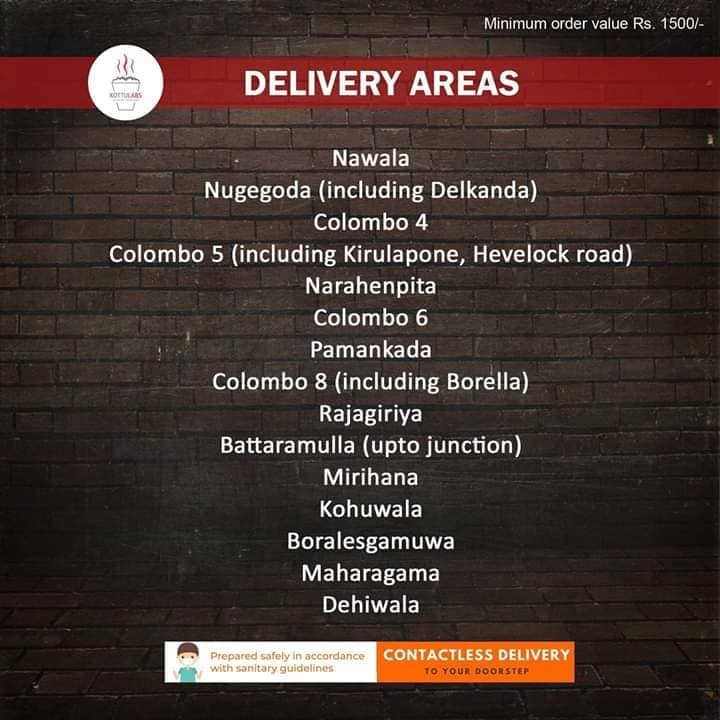 Minimum order value Rs. 1500/-
KOTTULABS
DELIVERY AREAS
Nawala
Nugegoda (including Delkanda)
Colombo 4
Colombo 5 (including Kirulapone, Hevelock road)
Narahenpita
Colombo 6
Pamankada
Colombo 8 (including Borella)
Rajagiriya
Battaramulla (upto junction)
Mirihana
Kohuwala
Boralesgamuwa
Maharagama
Dehiwala
Prepared safely in accordance
with sanitary guidelines
CONTACTLESS DELIVERY
TO YOUR DOORSTEP